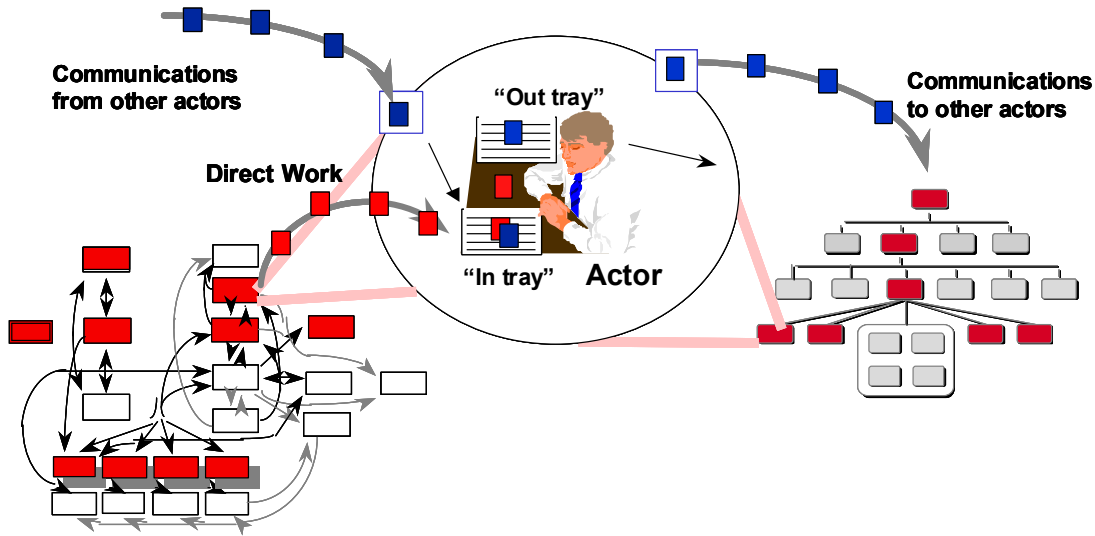 Communications
from other actors
“Out tray”
Communications
to other actors
Direct Work
“In tray”
Actor